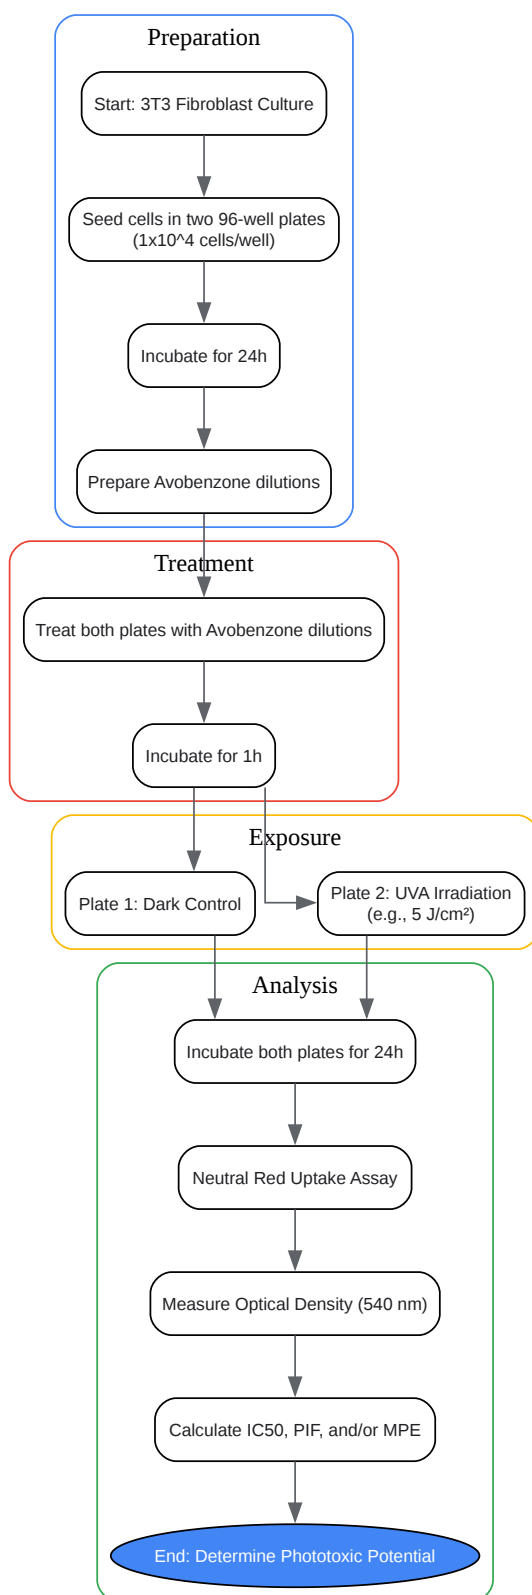 Preparation
Start: 3T3 Fibroblast Culture
Seed cells in two 96-well plates
(1x10^4 cells/well)
Incubate for 24h
Prepare Avobenzone dilutions
Treatment
Treat both plates with Avobenzone dilutions
Incubate for 1h
Exposure
Plate 1: Dark Control
Plate 2: UVA Irradiation
(e.g., 5 J/cm²)
Analysis
Incubate both plates for 24h
Neutral Red Uptake Assay
Measure Optical Density (540 nm)
Calculate IC50, PIF, and/or MPE
End: Determine Phototoxic Potential